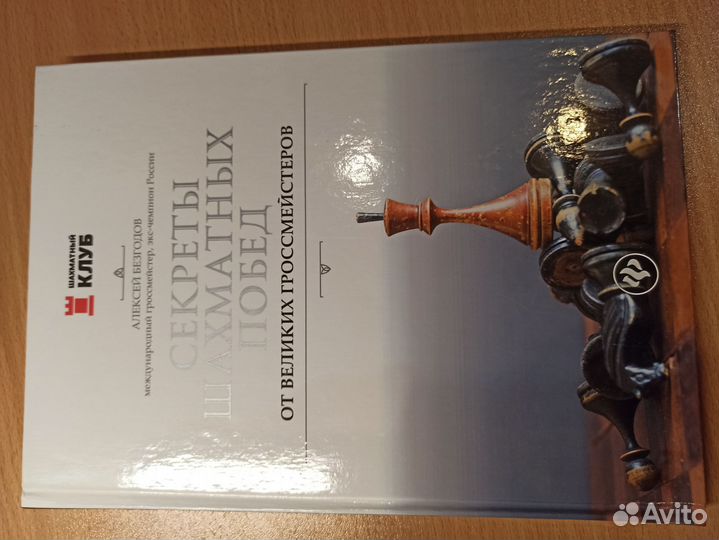 ШАХМАТНЫЙ
КЛУБ
АЛЕКСЕЙ БЕЗГОДОВ
международный гроссмейстер, экс-чемпион России
СЕКРЕТЫ
ШАХМАТНЫХ
ПОБЕД
ОТ ВЕЛИКИХ ГРОССМЕЙСТЕРОВ
Avito